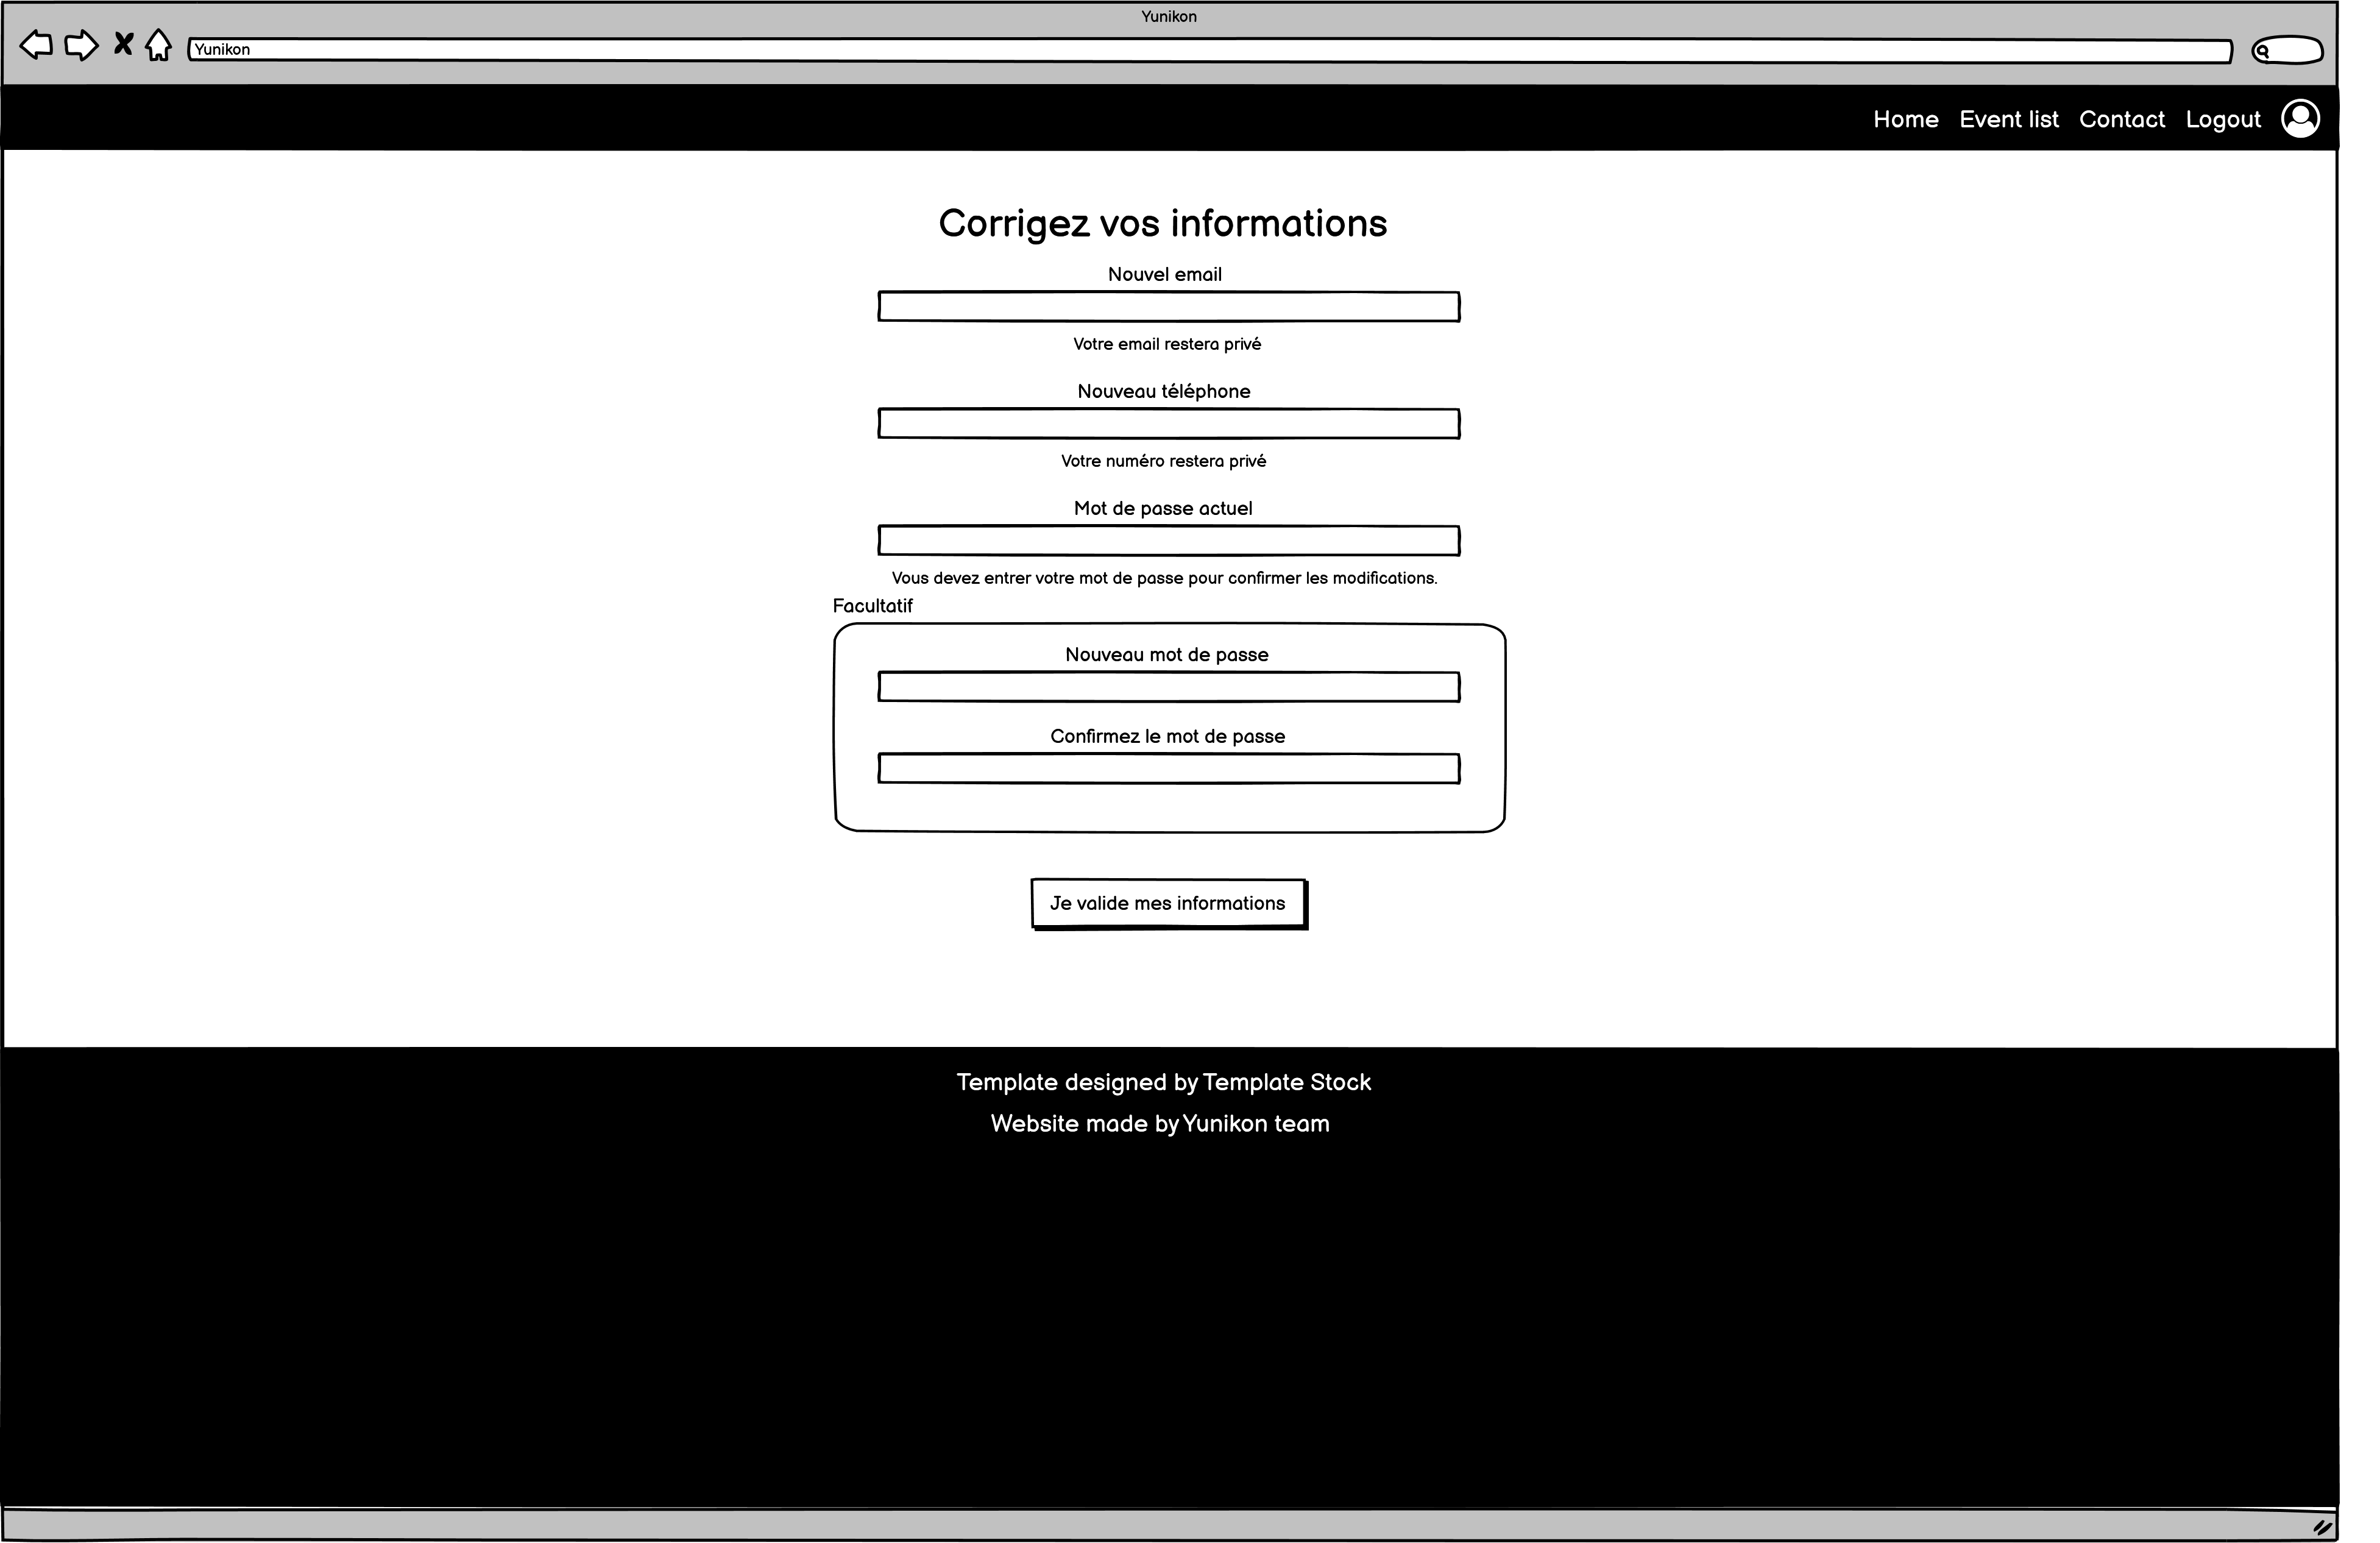 Yunikon
Yunikon
Home Event list Contact Logout
Corrigez vos informations
Nouvel email
Votre email restera privé
Nouveau téléphone
Votre numéro restera privé
Mot de passe actuel
Vous devez entrer votre mot de passe pour confirmer les modifications.
Facultatif
Nouveau mot de passe
Confirmez le mot de passe
Je valide mes informations
Template designed by Template Stock
Website made by Yunikon team